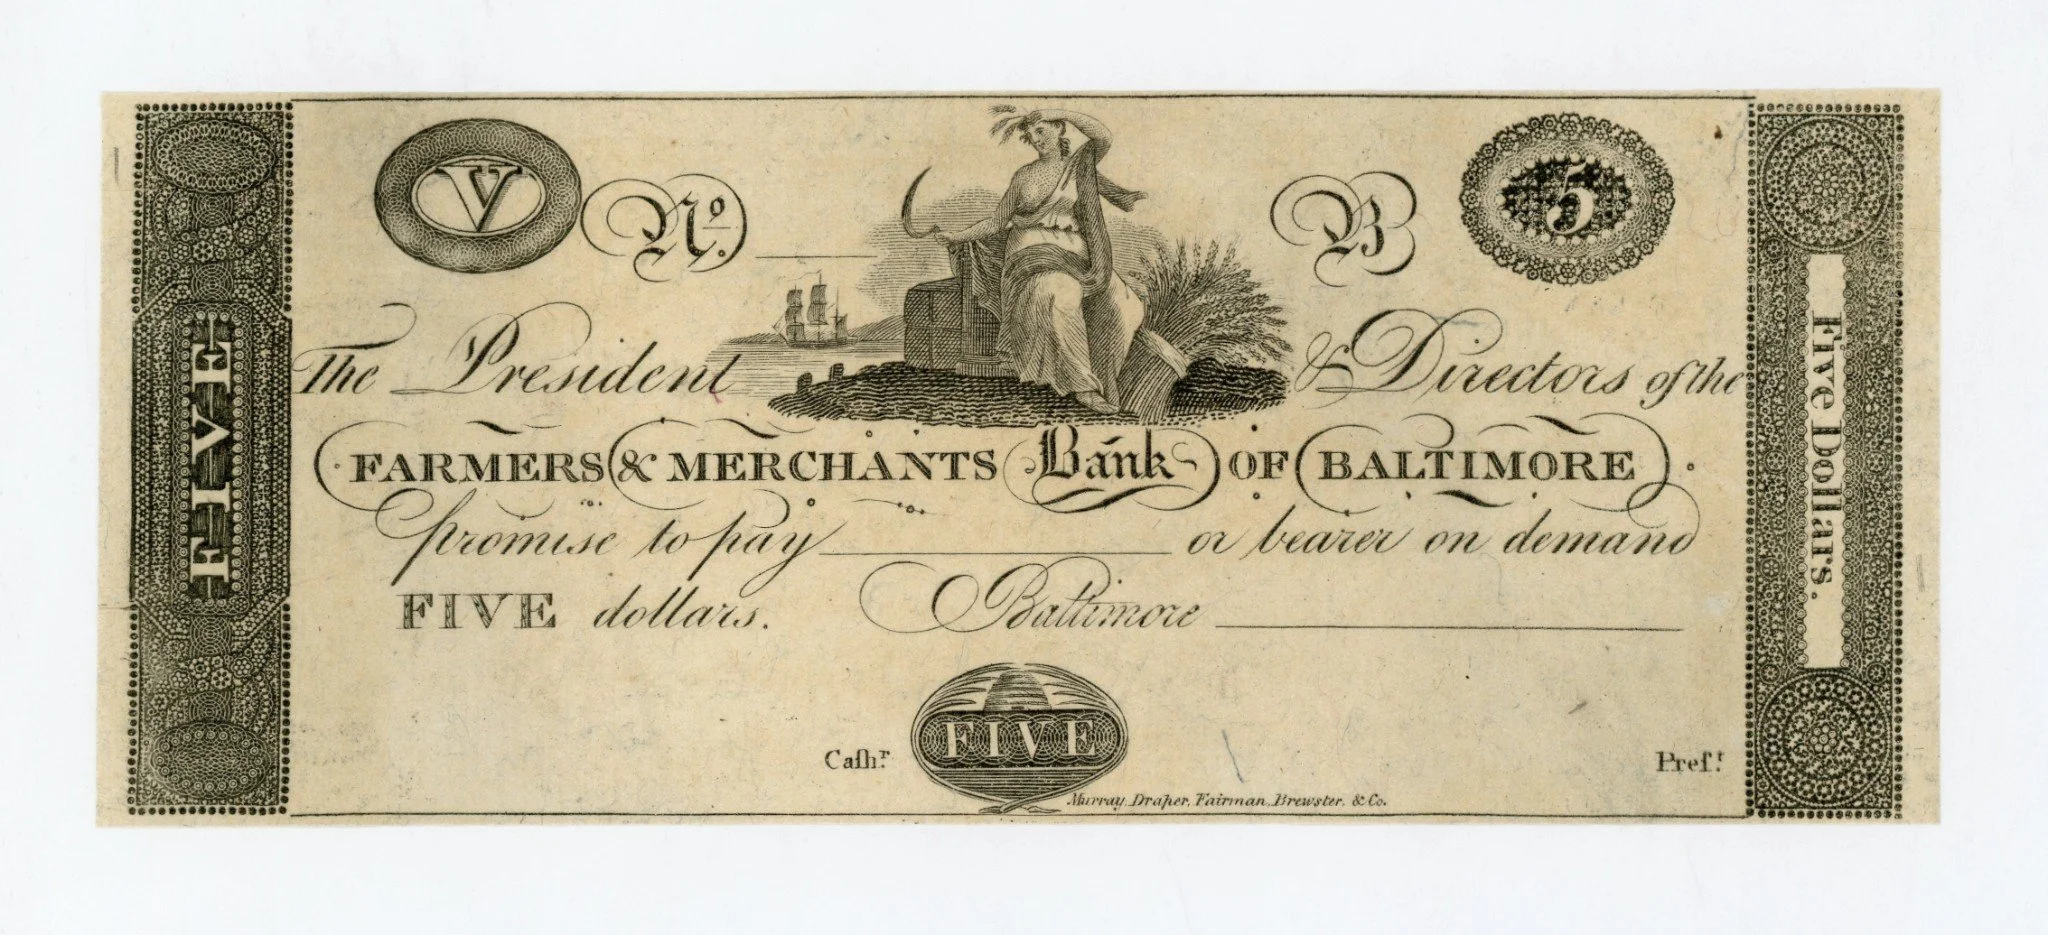 FIVE
V
Nº.
B
5
Five Dollars.
The President & Directors of the
FARMERS & MERCHANTS Bank OF BALTIMORE
promise to pay or bearer on demand
FIVE dollars. Baltimore
FIVE
Caſhʳ. Preſᵗ.
Murray, Draper, Fairman, Brewster, & Co.